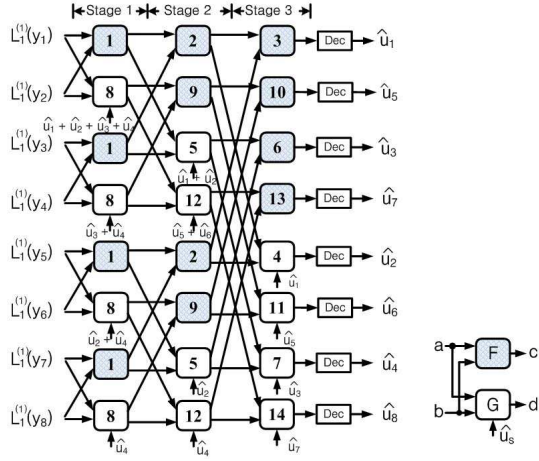 Stage 1 Stage 2 Stage 3
L₁⁽¹⁾(y₁) 1 2 3 Dec û₁
L₁⁽¹⁾(y₂) 8 9 10 Dec û₅
û₁ + û₂ + û₃ + û₄
L₁⁽¹⁾(y₃) 1 5 6 Dec û₃
û₁ + û₂
L₁⁽¹⁾(y₄) 8 12 13 Dec û₇
û₃ + û₄ û₅ + û₆
L₁⁽¹⁾(y₅) 1 2 4 Dec û₂
û₁
L₁⁽¹⁾(y₆) 8 9 11 Dec û₆
û₂ + û₄ û₅
L₁⁽¹⁾(y₇) 1 5 7 Dec û₄
û₂ û₃
L₁⁽¹⁾(y₈) 8 12 14 Dec û₈
û₄ û₄ û₇
a F c
b G d
ûₛ